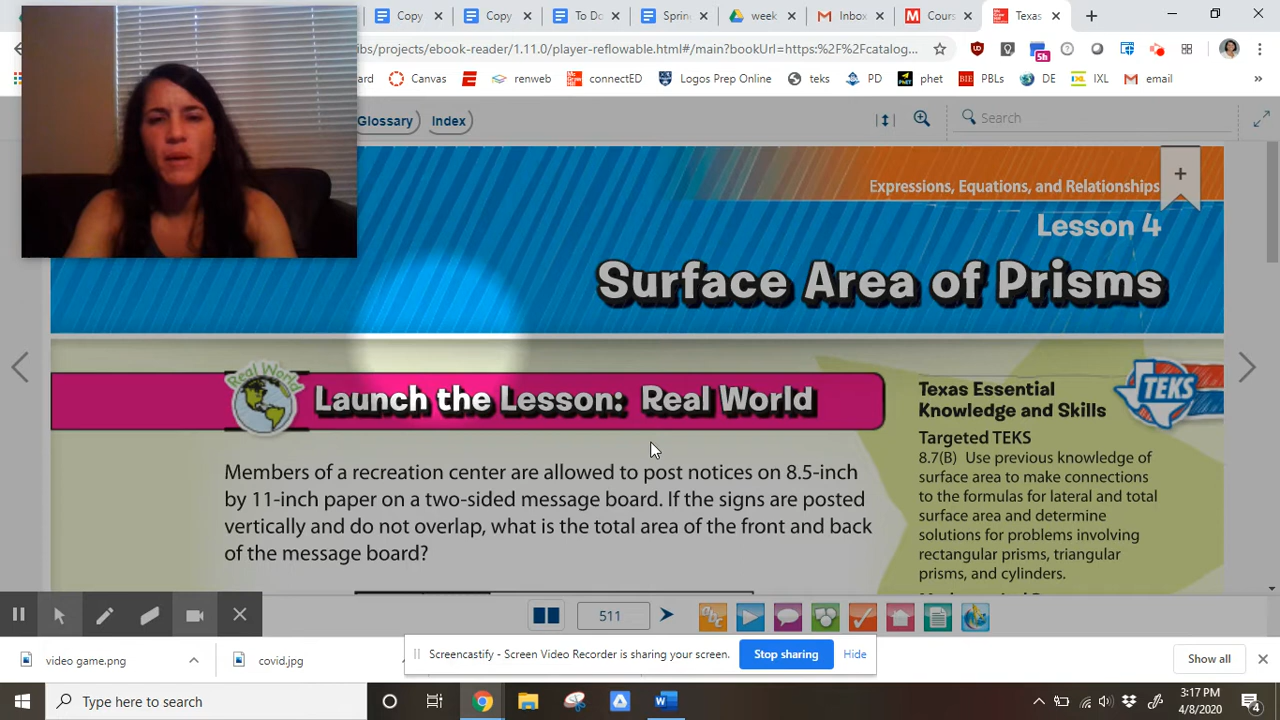 Copy
Copy
To Do
Spring
week
Inbox
Cours
Texas
ibs/projects/ebook-reader/1.11.0/player-reflowable.html#/main?bookUrl=https:%2F%2Fcatalog...
5h
ard
Canvas
renweb
connectED
Logos Prep Online
teks
PD
phet
BIE
PBLs
DE
IXL
IXL
email
»
Glossary
Index
Search
Expressions, Equations, and Relationships
Lesson 4
Surface Area of Prisms
Real World
Launch the Lesson: Real World
TEKS
Texas Essential
Knowledge and Skills
Targeted TEKS
8.7(B) Use previous knowledge of
surface area to make connections
to the formulas for lateral and total
surface area and determine
solutions for problems involving
rectangular prisms, triangular
prisms, and cylinders.
Members of a recreation center are allowed to post notices on 8.5-inch
by 11-inch paper on a two-sided message board. If the signs are posted
vertically and do not overlap, what is the total area of the front and back
of the message board?
511
abc
Screencastify - Screen Video Recorder is sharing your screen.
Stop sharing
Hide
video game.png
covid.jpg
Show all
Type here to search
3:17 PM
4/8/2020
4